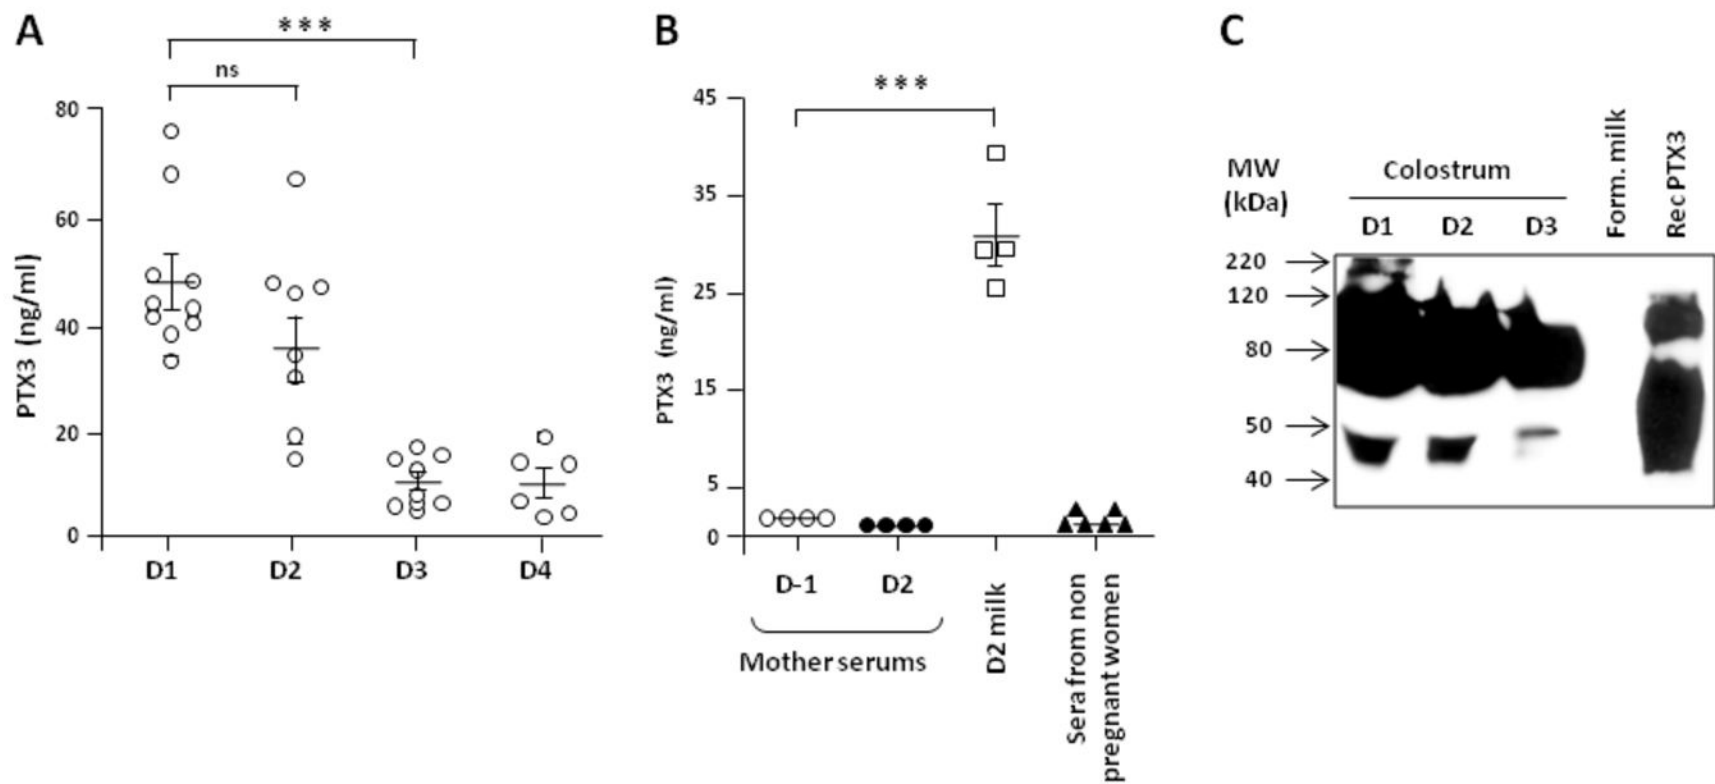 A
***
ns
PTX3 (ng/ml)
80
60
40
20
0
D1 D2 D3 D4
B
***
PTX3 (ng/ml)
45
35
25
15
5
0
D-1 D2
Mother serums
D2 milk
Sera from non
pregnant women
C
MW
(kDa)
Colostrum
D1 D2 D3
Form. milk
Rec PTX3
220
120
80
50
40